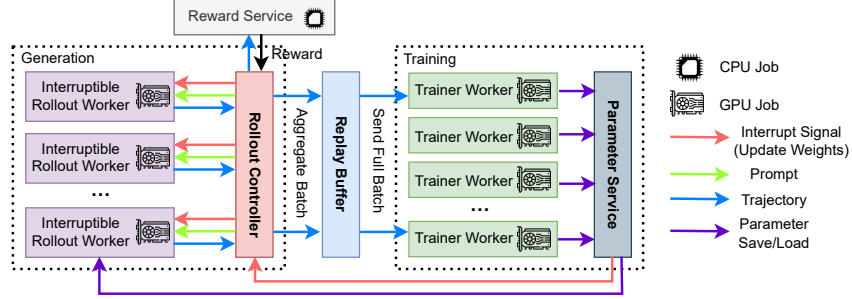 Reward Service
Reward
Generation
Interruptible
Rollout Worker
Interruptible
Rollout Worker
...
Interruptible
Rollout Worker
Rollout Controller
Aggregate Batch
Replay Buffer
Send Full Batch
Training
Trainer Worker
Trainer Worker
Trainer Worker
...
Trainer Worker
Parameter Service
CPU Job
GPU Job
Interrupt Signal
(Update Weights)
Prompt
Trajectory
Parameter
Save/Load